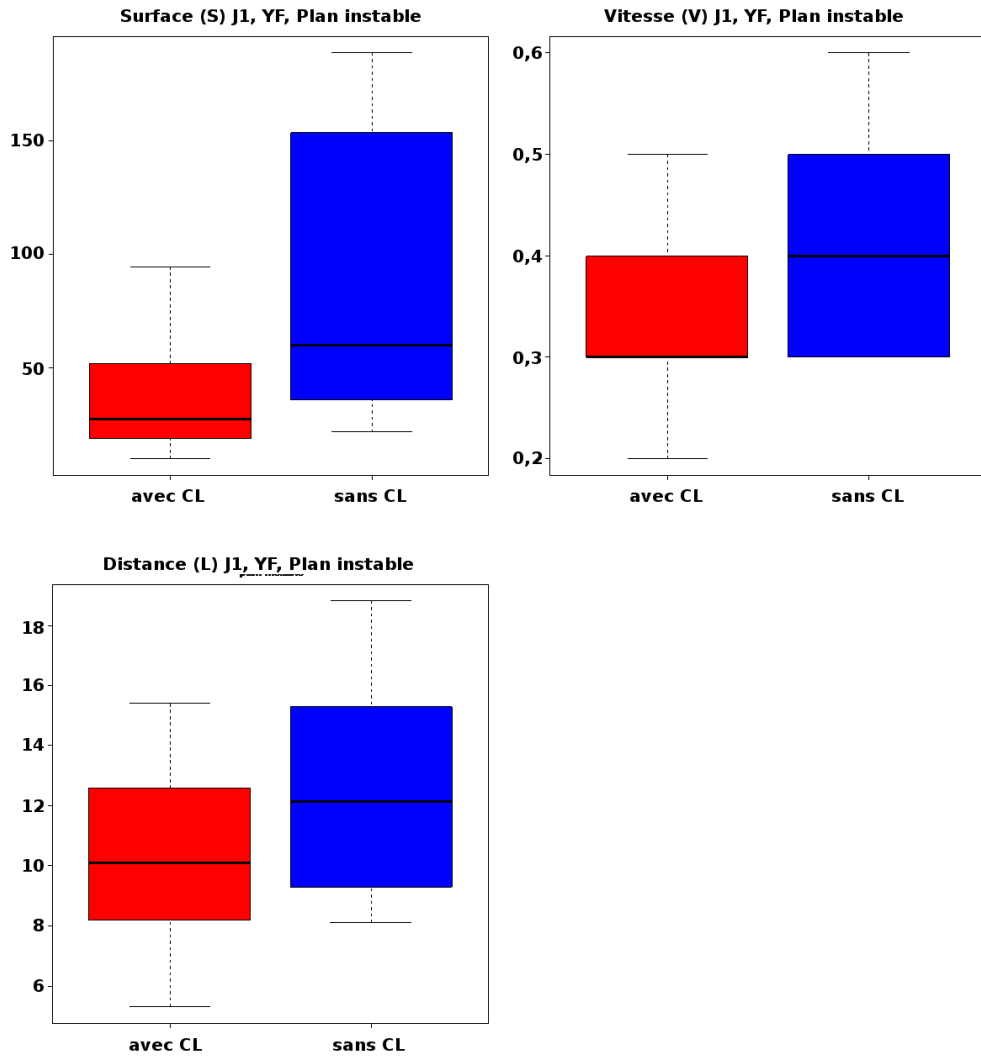 Surface (S) J1, YF, Plan instable
150
100
50
avec CL
sans CL
Vitesse (V) J1, YF, Plan instable
0,6
0,5
0,4
0,3
0,2
avec CL
sans CL
Distance (L) J1, YF, Plan instable
18
16
14
12
10
8
6
avec CL
sans CL